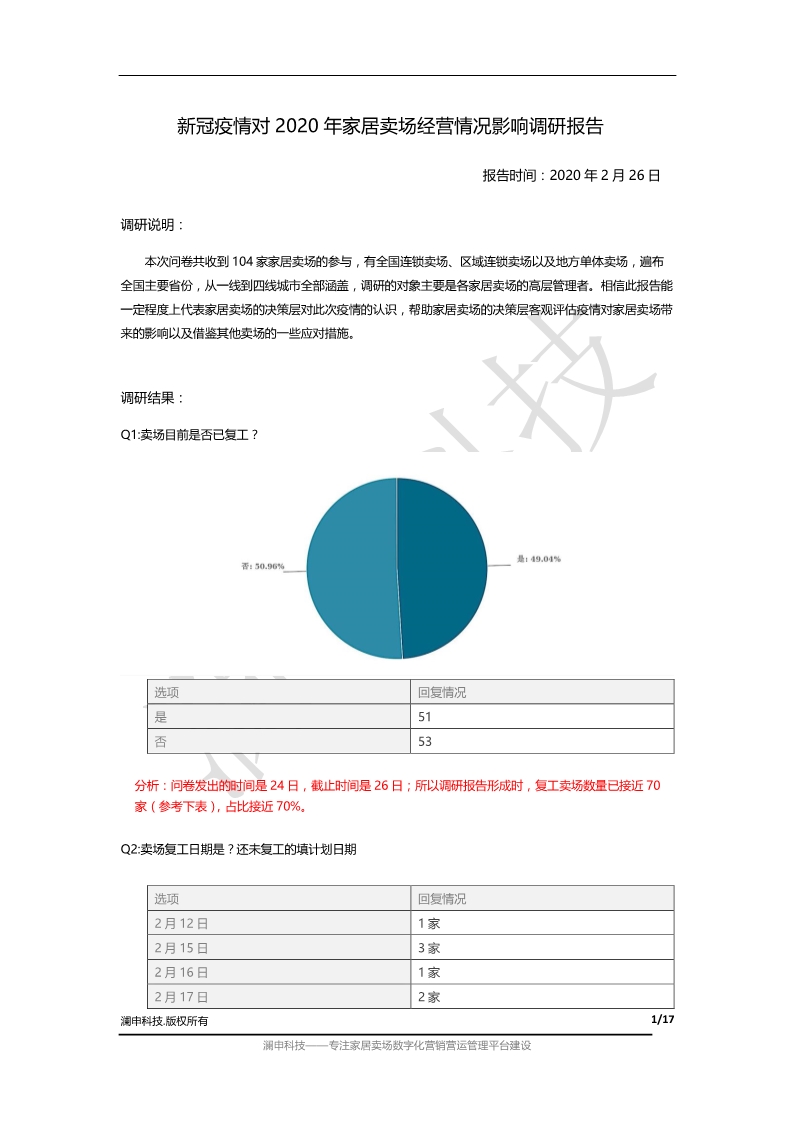 新冠疫情对 2020 年家居卖场经营情况影响调研报告
报告时间：2020 年 2 月 26 日
调研说明：
本次问卷共收到 104 家家居卖场的参与，有全国连锁卖场、区域连锁卖场以及地方单体卖场，遍布
全国主要省份，从一线到四线城市全部涵盖，调研的对象主要是各家居卖场的高层管理者。相信此报告能
一定程度上代表家居卖场的决策层对此次疫情的认识，帮助家居卖场的决策层客观评估疫情对家居卖场带
来的影响以及借鉴其他卖场的一些应对措施。
调研结果：
Q1:卖场目前是否已复工？
否: 50.96%
是: 49.04%
选项 回复情况
是 51
否 53
分析：问卷发出的时间是 24 日，截止时间是 26 日；所以调研报告形成时，复工卖场数量已接近 70
家（参考下表），占比接近 70%。
Q2:卖场复工日期是？还未复工的填计划日期
选项 回复情况
2 月 12 日 1 家
2 月 15 日 3 家
2 月 16 日 1 家
2 月 17 日 2 家
澜申科技.版权所有 1/17
澜申科技——专注家居卖场数字化营销营运管理平台建设
科技